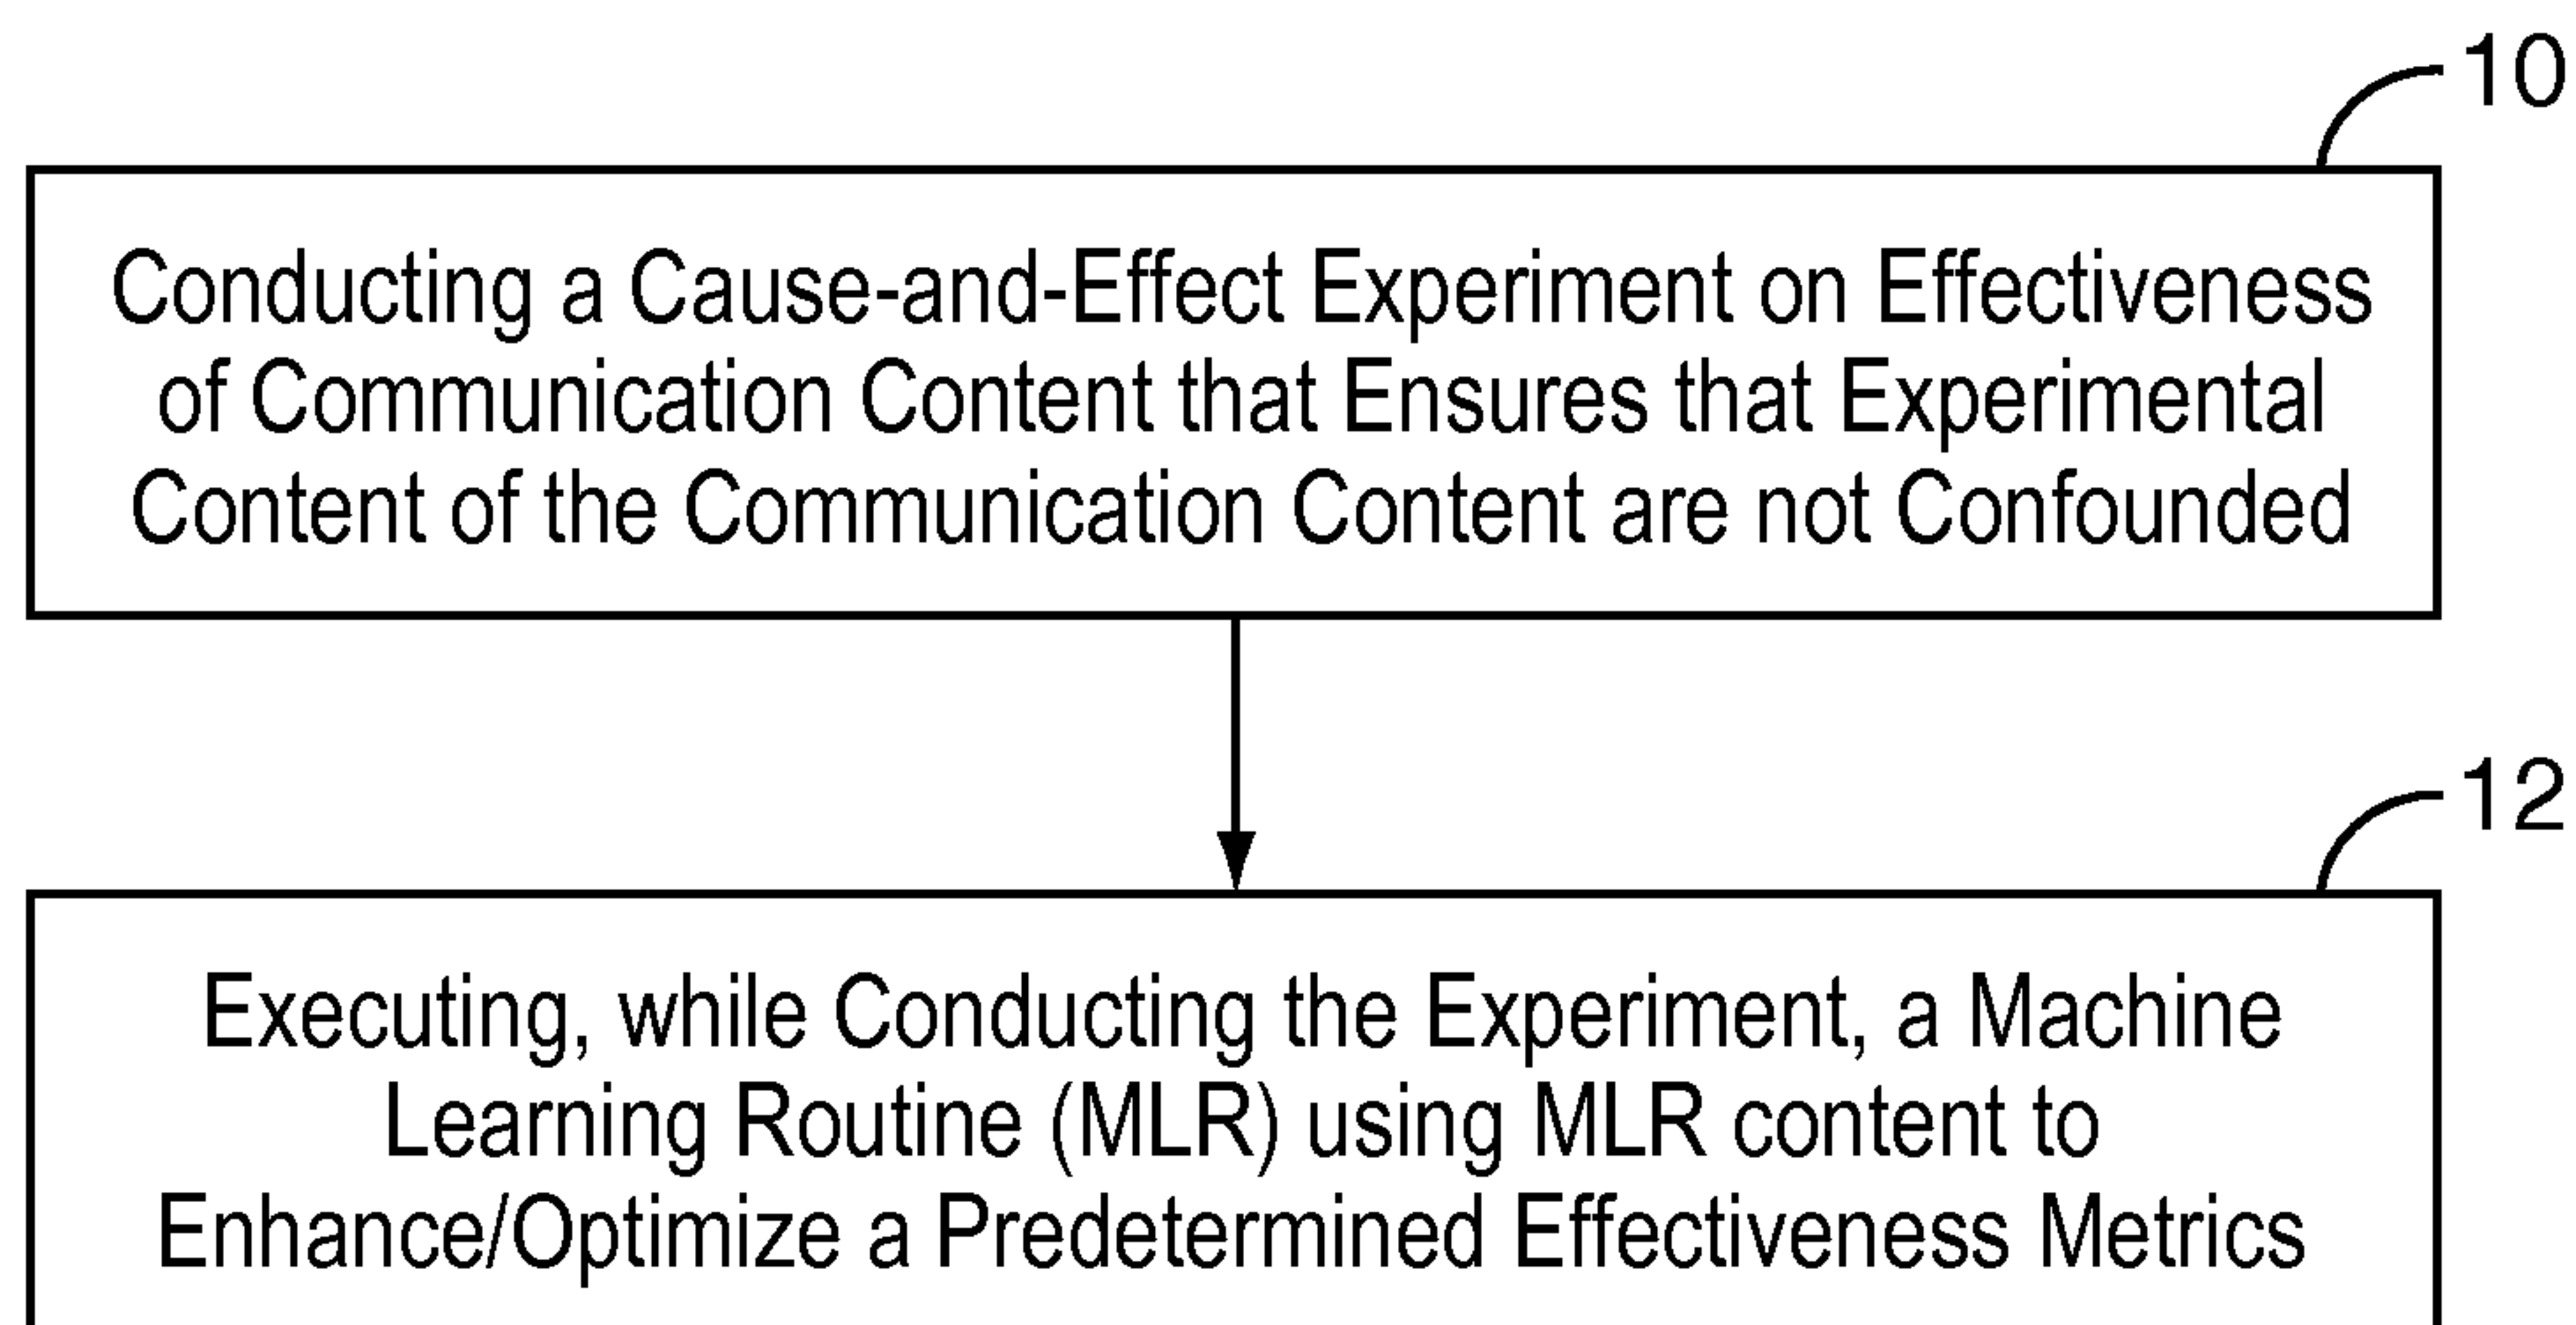 10
Conducting a Cause-and-Effect Experiment on Effectiveness
of Communication Content that Ensures that Experimental
Content of the Communication Content are not Confounded
12
Executing, while Conducting the Experiment, a Machine
Learning Routine (MLR) using MLR content to
Enhance/Optimize a Predetermined Effectiveness Metrics